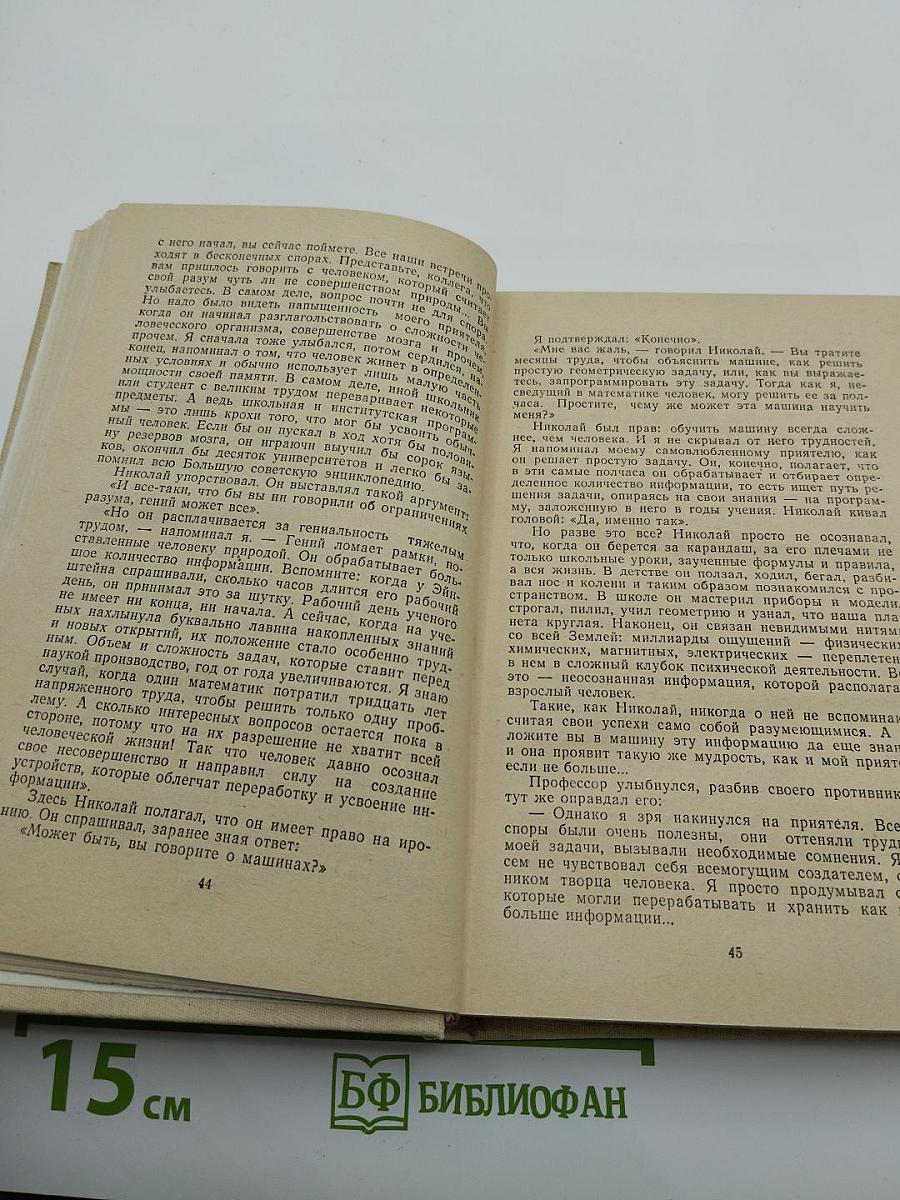 с него начал, вы сейчас поймете. Все наши встречи про-
ходят в бесконечных спорах. Представьте, коллега, что
вам пришлось говорить с человеком, который считает
свой разум чуть ли не совершенством природы... Вы
улыбаетесь. В самом деле, вопрос почти не для спора.
Но надо было видеть напыщенность моего приятеля,
когда он начинал разглагольствовать о сложности че-
ловеческого организма, совершенстве мозга и прочем,
прочем. Я сначала тоже улыбался, потом сердился, на-
конец, напоминал о том, что человек живет в определен-
ных условиях и обычно использует лишь малую часть
мощности своей памяти. В самом деле, иной школьник
или студент с великим трудом переваривает некоторые
предметы. А ведь школьная и институтская програм-
мы — это лишь крохи того, что мог бы усвоить обыч-
ный человек. Если бы он пускал в ход хотя бы полови-
ну резервов мозга, он играючи выучил бы сорок язы-
ков, окончил бы десяток университетов и легко бы за-
помнил всю Большую советскую энциклопедию.
Николай упорствовал. Он выставлял такой аргумент:
«И все-таки, что бы вы ни говорили об ограничениях
разума, гений может все».
«Но он расплачивается за гениальность тяжелым
трудом, — напоминал я. — Гений ломает рамки, по-
ставленные человеку природой. Он обрабатывает боль-
шое количество информации. Вспомните: когда у Эйн-
штейна спрашивали, сколько часов длится его рабочий
день, он принимал это за шутку. Рабочий день ученого
не имеет ни конца, ни начала. А сейчас, когда на уче-
ных нахлынула буквально лавина накопленных знаний
и новых открытий, их положение стало особенно труд-
ным. Объем и сложность задач, которые ставит перед
наукой производство, год от года увеличиваются. Я знаю
случай, когда один математик потратил тридцать лет
напряженного труда, чтобы решить только одну проб-
лему. А сколько интересных вопросов остается пока в
стороне, потому что на их разрешение не хватит всей
человеческой жизни! Так что человек давно осознал
свое несовершенство и направил силу на создание
устройств, которые облегчат переработку и усвоение ин-
формации».
Здесь Николай полагал, что он имеет право на иро-
нию. Он спрашивал, заранее зная ответ:
«Может быть, вы говорите о машинах?»
44
Я подтверждал: «Конечно».
«Мне вас жаль, — говорил Николай. — Вы тратите
месяцы труда, чтобы объяснить машине, как решить
простую геометрическую задачу, или, как вы выражае-
тесь, запрограммировать эту задачу. Тогда как я, не-
сведущий в математике человек, могу решить ее за пол-
часа. Простите, чему же может эта машина научить
меня?»
Николай был прав: обучить машину всегда слож-
нее, чем человека. И я не скрывал от него трудностей.
Я напоминал моему самовлюбленному приятелю, как
он решает простую задачу. Он, конечно, полагает, что
в эти самые полчаса он обрабатывает и отбирает опре-
деленное количество информации, то есть ищет путь ре-
шения задачи, опираясь на свои знания — на програм-
му, заложенную в него в годы учения. Николай кивал
головой: «Да, именно так».
Но разве это все? Николай просто не осознавал,
что, когда он берется за карандаш, за его плечами не
только школьные уроки, заученные формулы и правила,
а вся жизнь. В детстве он ползал, ходил, бегал, разби-
вал нос и колени и таким образом познакомился с про-
странством. В школе он мастерил приборы и модели,
строгал, пилил, учил геометрию и узнал, что наша пла-
нета круглая. Наконец, он связан невидимыми нитями
со всей Землей: миллиарды ощущений — физических,
химических, магнитных, электрических — переплетен
в нем в сложный клубок психической деятельности. В
это — неосознанная информация, которой располага
взрослый человек.
Такие, как Николай, никогда о ней не вспоминаю
считая свои успехи само собой разумеющимися. А
ложите вы в машину эту информацию да еще знан
и она проявит такую же мудрость, как и мой прият
если не больше...
Профессор улыбнулся, разбив своего противник
тут же оправдал его:
— Однако я зря накинулся на приятеля. Все
споры были очень полезны, они оттеняли трудн
моей задачи, вызывали необходимые сомнения. Я
сем не чувствовал себя всемогущим создателем, с
ником творца человека. Я просто продумывал с
которые могли перерабатывать и хранить как
больше информации...
45
15 см
БФ БИБЛИОФАН